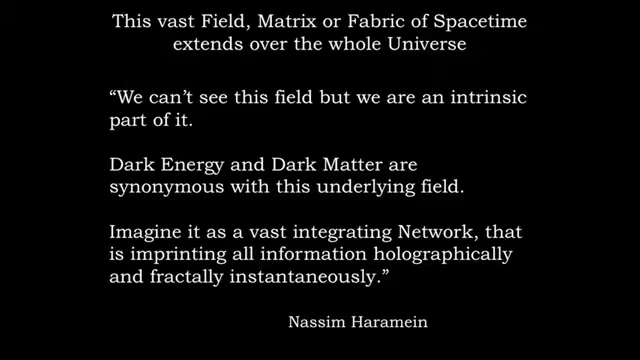 This vast Field, Matrix or Fabric of Spacetime
extends over the whole Universe
“We can’t see this field but we are an intrinsic
part of it.
Dark Energy and Dark Matter are
synonymous with this underlying field.
Imagine it as a vast integrating Network, that
is imprinting all information holographically
and fractally instantaneously.”
Nassim Haramein